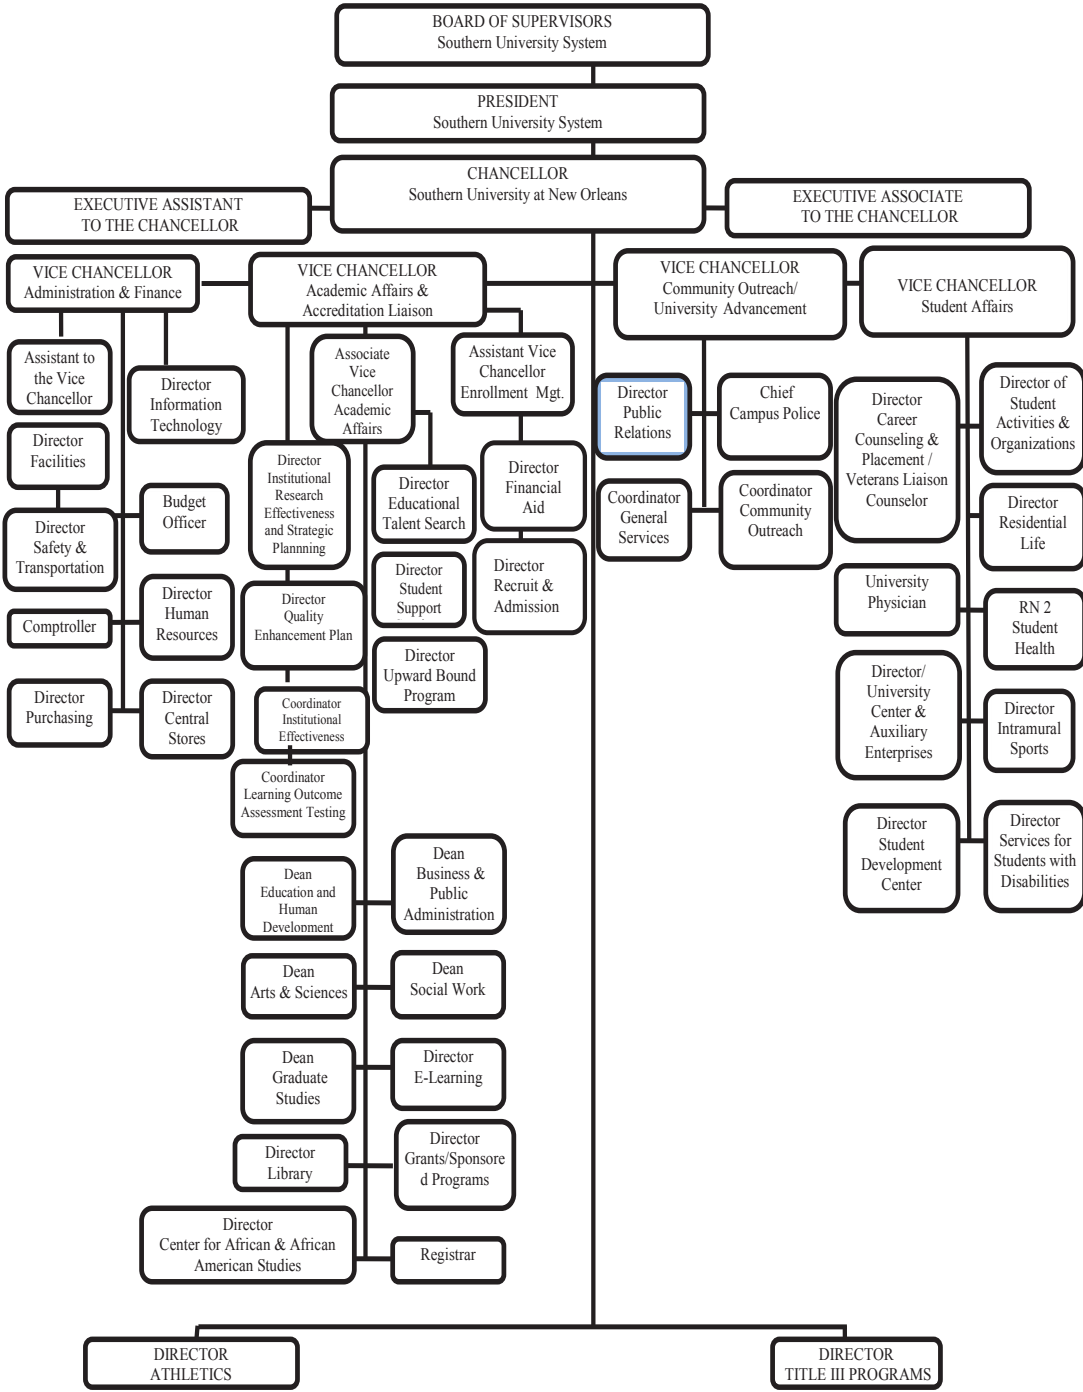 BOARD OF SUPERVISORS
Southern University System
PRESIDENT
Southern University System
CHANCELLOR
Southern University at New Orleans
EXECUTIVE ASSISTANT
TO THE CHANCELLOR
EXECUTIVE ASSOCIATE
TO THE CHANCELLOR
VICE CHANCELLOR
Administration & Finance
VICE CHANCELLOR
Academic Affairs &
Accreditation Liaison
VICE CHANCELLOR
Community Outreach/
University Advancement
VICE CHANCELLOR
Student Affairs
Assistant to
the Vice
Chancellor
Director
Information
Technology
Director
Facilities
Director
Safety &
Transportation
Budget
Officer
Comptroller
Director
Human
Resources
Director
Purchasing
Director
Central
Stores
Associate
Vice
Chancellor
Academic
Affairs
Assistant Vice
Chancellor
Enrollment Mgt.
Director
Institutional
Research
Effectiveness
and Strategic
Plannning
Director
Educational
Talent Search
Director
Financial
Aid
Director
Quality
Enhancement Plan
Director
Student
Support
Director
Recruit &
Admission
Director
Upward Bound
Program
Coordinator
Institutional
Effectiveness
Coordinator
Learning Outcome
Assessment Testing
Dean
Education and
Human
Development
Dean
Business &
Public
Administration
Dean
Arts & Sciences
Dean
Social Work
Dean
Graduate
Studies
Director
E-Learning
Director
Library
Director
Grants/Sponsore
d Programs
Director
Center for African & African
American Studies
Registrar
Director
Public
Relations
Chief
Campus Police
Coordinator
General
Services
Coordinator
Community
Outreach
Director
Career
Counseling &
Placement /
Veterans Liaison
Counselor
Director of
Student
Activities &
Organizations
Director
Residential
Life
University
Physician
RN 2
Student
Health
Director/
University
Center &
Auxiliary
Enterprises
Director
Intramural
Sports
Director
Student
Development
Center
Director
Services for
Students with
Disabilities
DIRECTOR
ATHLETICS
DIRECTOR
TITLE III PROGRAMS